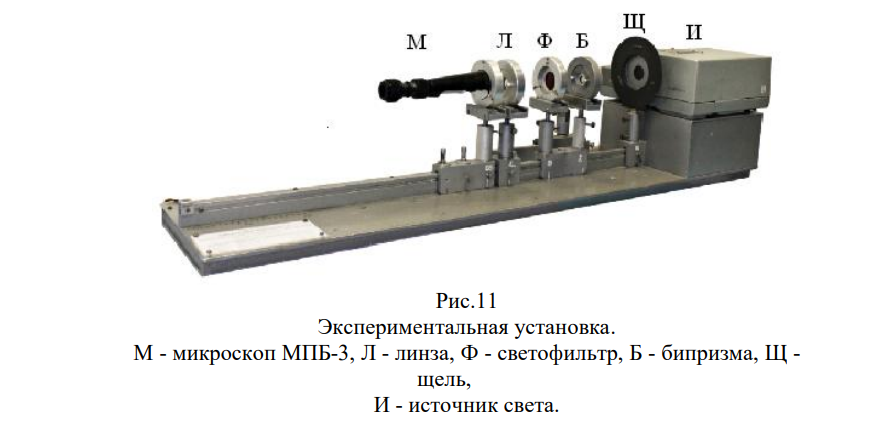 М Л Ф Б Щ И
Рис.11
Экспериментальная установка.
М - микроскоп МПБ-3, Л - линза, Ф - светофильтр, Б - бипризма, Щ -
щель,
И - источник света.